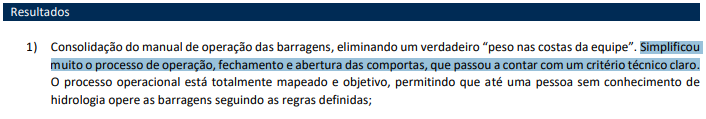 Resultados
1) Consolidação do manual de operação das barragens, eliminando um verdadeiro “peso nas costas da equipe”. Simplificou
muito o processo de operação, fechamento e abertura das comportas, que passou a contar com um critério técnico claro.
O processo operacional está totalmente mapeado e objetivo, permitindo que até uma pessoa sem conhecimento de
hidrologia opere as barragens seguindo as regras definidas;